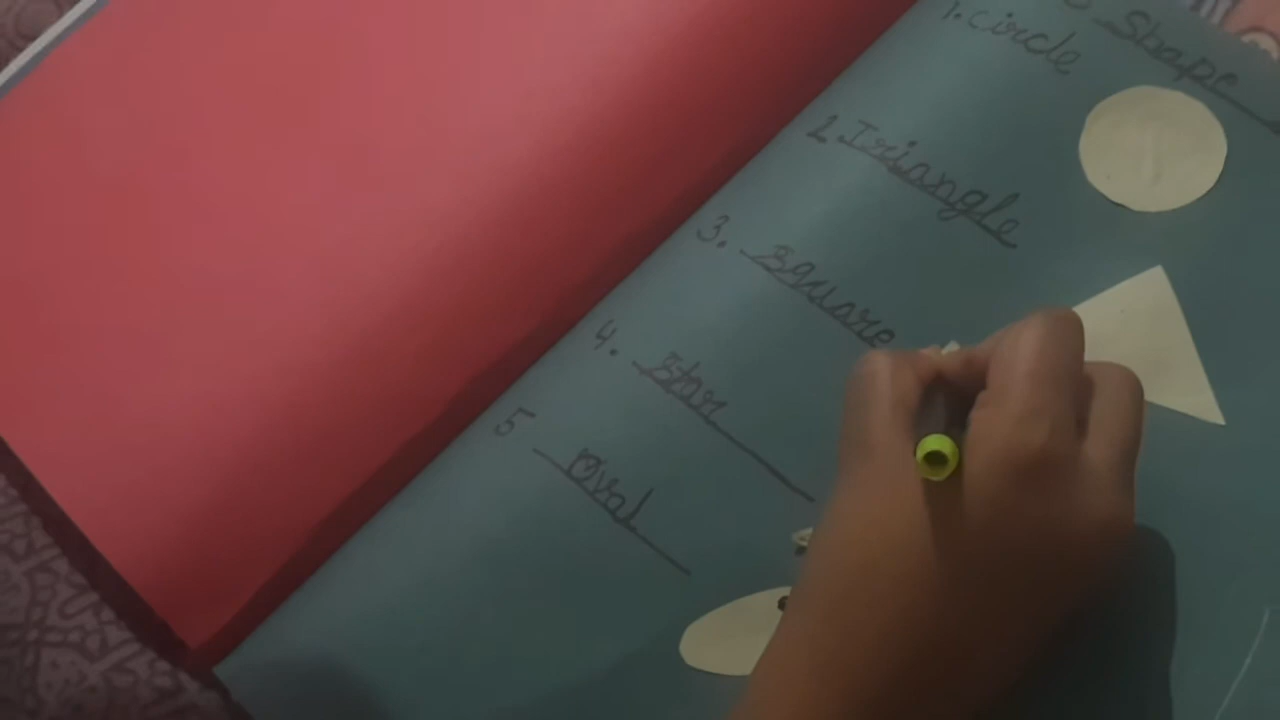 Shape
1. Circle
2. Triangle
3. Square
4. Star
5 Oval